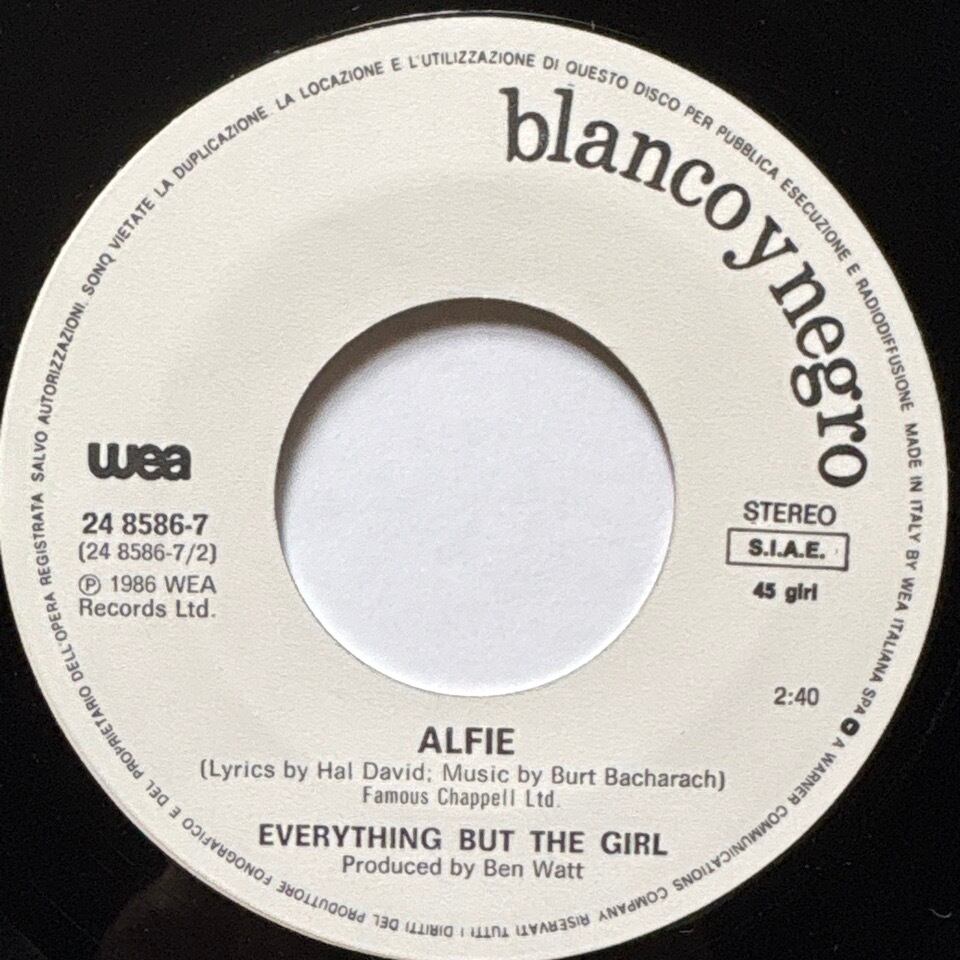 SONO VIETATE LA DUPLICAZIONE LA LOCAZIONE E L'UTILIZZAZIONE DI QUESTO DISCO PER PUBBLICA ESECUZIONE E RADIODIFFUSIONE MADE IN ITALY BY WEA ITALIANA SPA A WARNER COMMUNICATIONS COMPANY RISERVATI TUTTI I DIRITTI DEL PRODUTTORE FONOGRAFICO E DEL PROPRIETARIO DELL'OPERA REGISTRATA SALVO AUTORIZZAZIONI.
blanco y negro
wea
24 8586-7
(24 8586-7/2)
Ⓟ 1986 WEA
Records Ltd.
STEREO
S.I.A.E.
45 giri
2:40
ALFIE
(Lyrics by Hal David; Music by Burt Bacharach)
Famous Chappell Ltd.
EVERYTHING BUT THE GIRL
Produced by Ben Watt